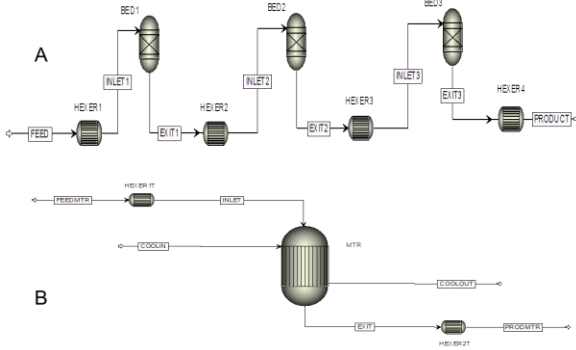 BED1
BED2
BED3
A
INLET1
INLET2
INLET3
HEXER1
HEXER2
HEXER3
HEXER4
EXIT3
FEED
EXIT1
EXIT2
PRODUCT
HEXER1T
FEEDMTR
INLET
COOLIN
MTR
COOLOUT
B
EXIT
PRODMTR
HEXER2T